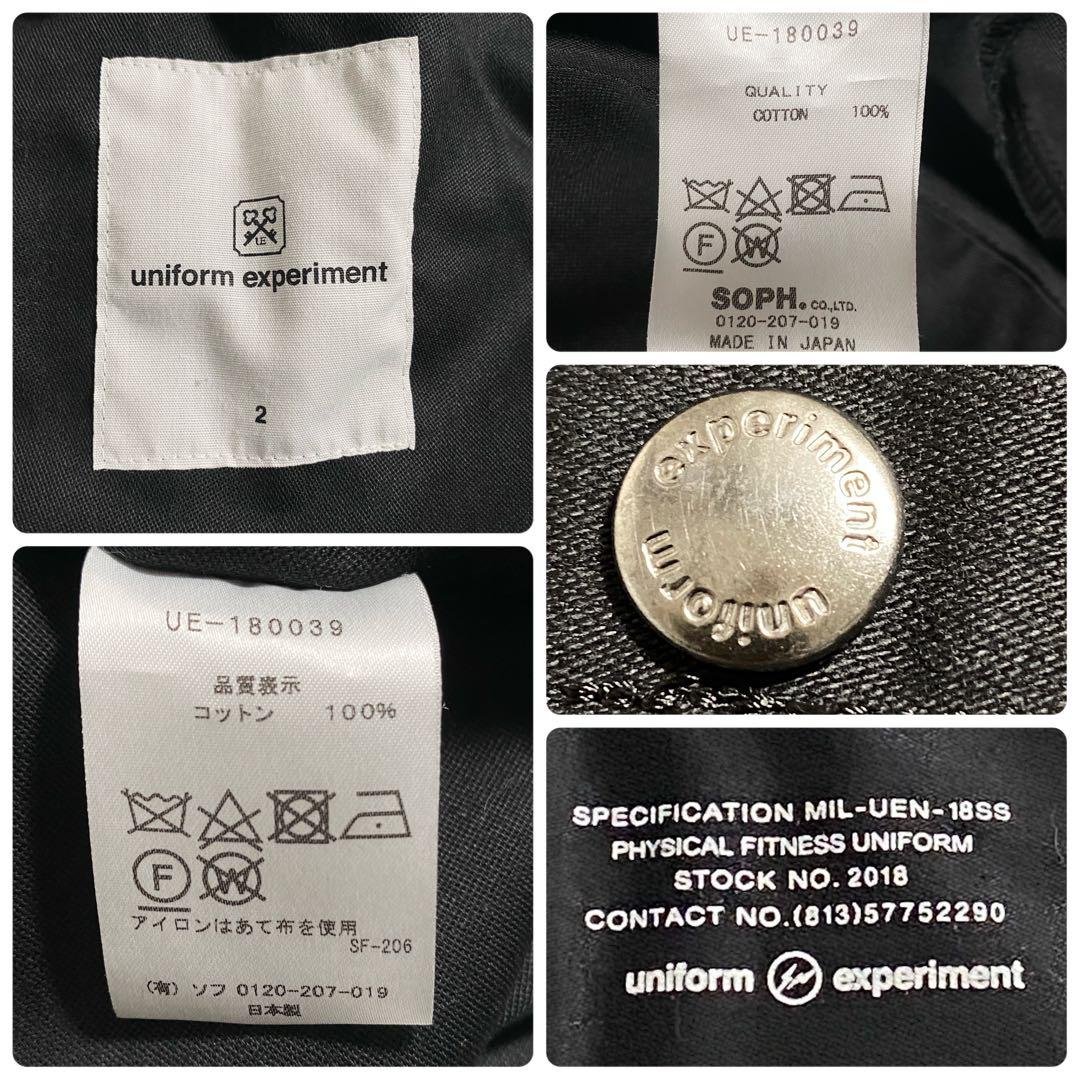 UE
uniform experiment
2
UE-180039
QUALITY
COTTON 100%
F W
SOPH. CO.,LTD.
0120-207-019
MADE IN JAPAN
UE-180039
品質表示
コットン 100%
F W
アイロンはあて布を使用
SF-206
(有) ソフ 0120-207-019
日本製
experiment
uniform
SPECIFICATION MIL-UEN-18SS
PHYSICAL FITNESS UNIFORM
STOCK NO. 2018
CONTACT NO.(813)57752290
uniform experiment